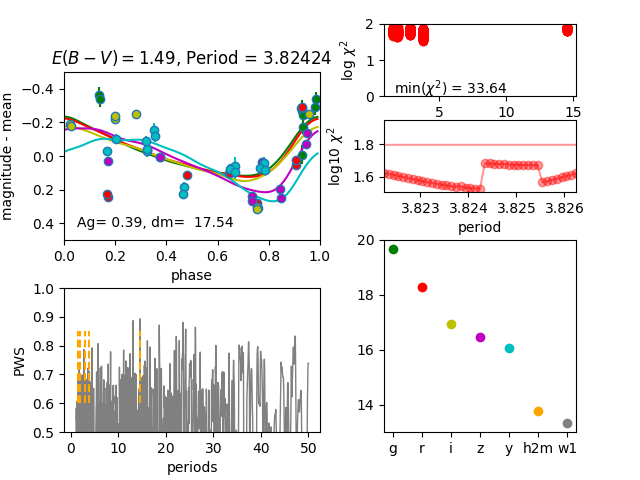 E(B − V) = 1.49, Period = 3.82424
magnitude - mean
−0.4
−0.2
0.0
0.2
0.4
Ag= 0.39, dm=  17.54
0.0 0.2 0.4 0.6 0.8 1.0
phase
log χ²
2
1
0
min(χ²) = 33.64
5 10 15
log10 χ²
1.8
1.6
3.823 3.824 3.825 3.826
period
PWS
1.0
0.9
0.8
0.7
0.6
0.5
0 10 20 30 40 50
periods
20
18
16
14
g r i z y h2m w1